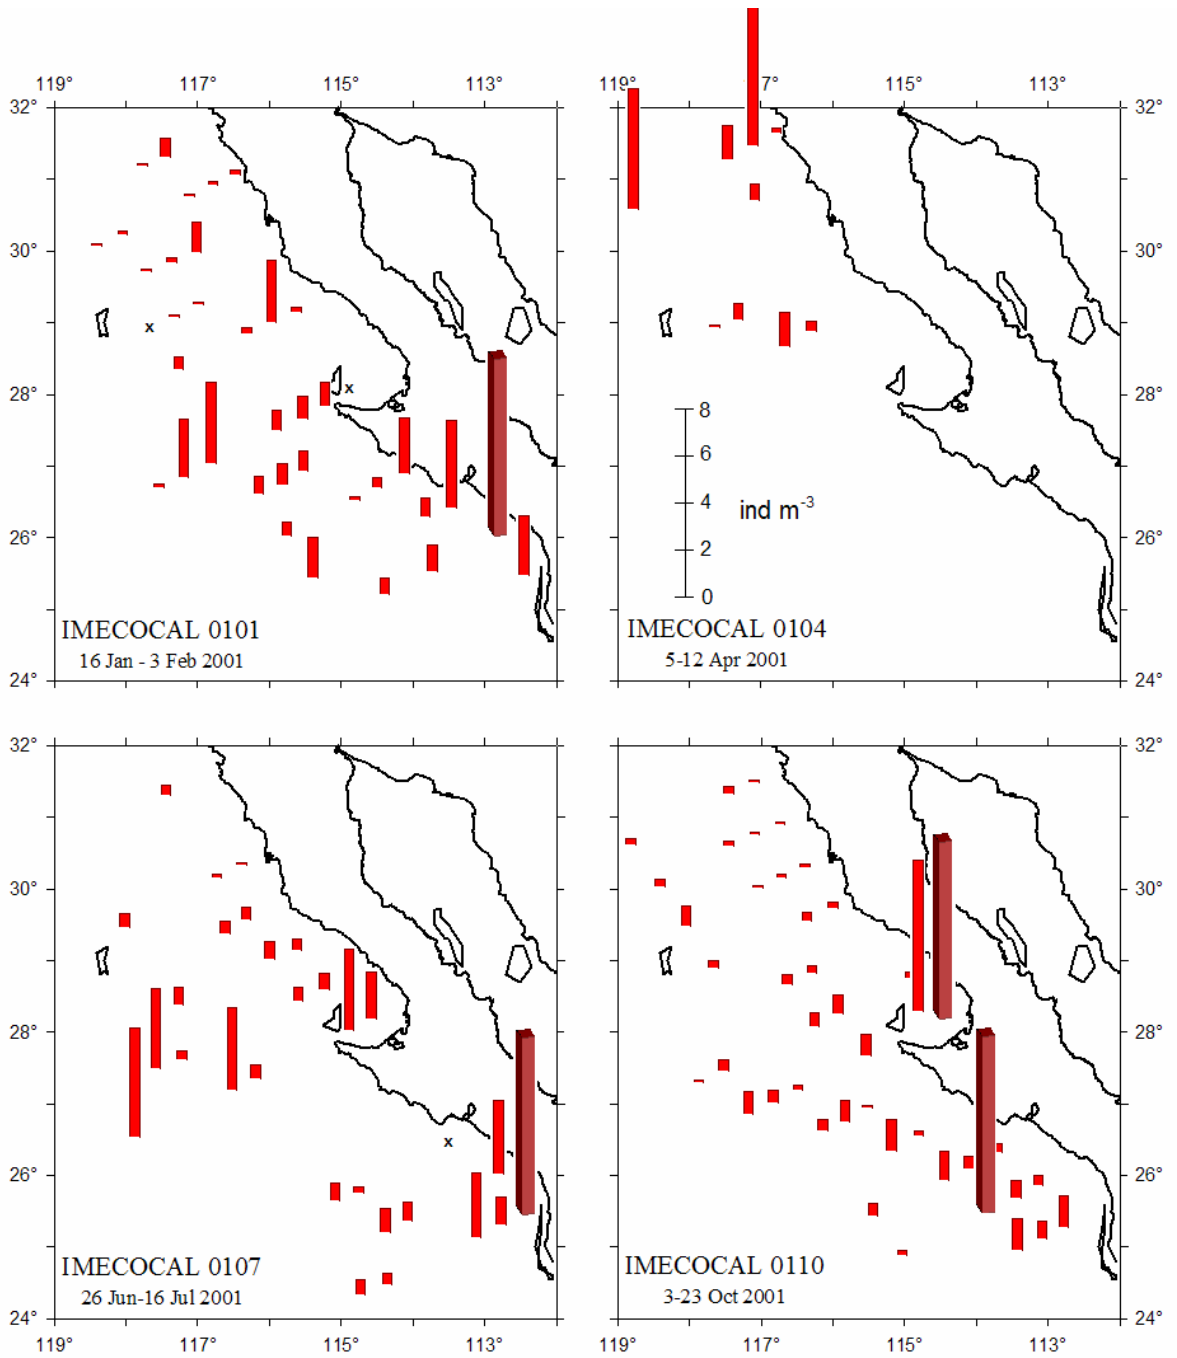 119° 117° 115° 113° 119° 7° 115° 113°
32° 32°
30° 30°
x
28° 28°
x
8
6
4
ind m-3
2
26° 26°
0
IMECOCAL 0101 IMECOCAL 0104
16 Jan - 3 Feb 2001 5-12 Apr 2001
24° 24°
32° 32°
30° 30°
28° 28°
x
26° 26°
IMECOCAL 0107 IMECOCAL 0110
26 Jun-16 Jul 2001 3-23 Oct 2001
24° 24°
119° 117° 115° 113° 119° 117° 115° 113°